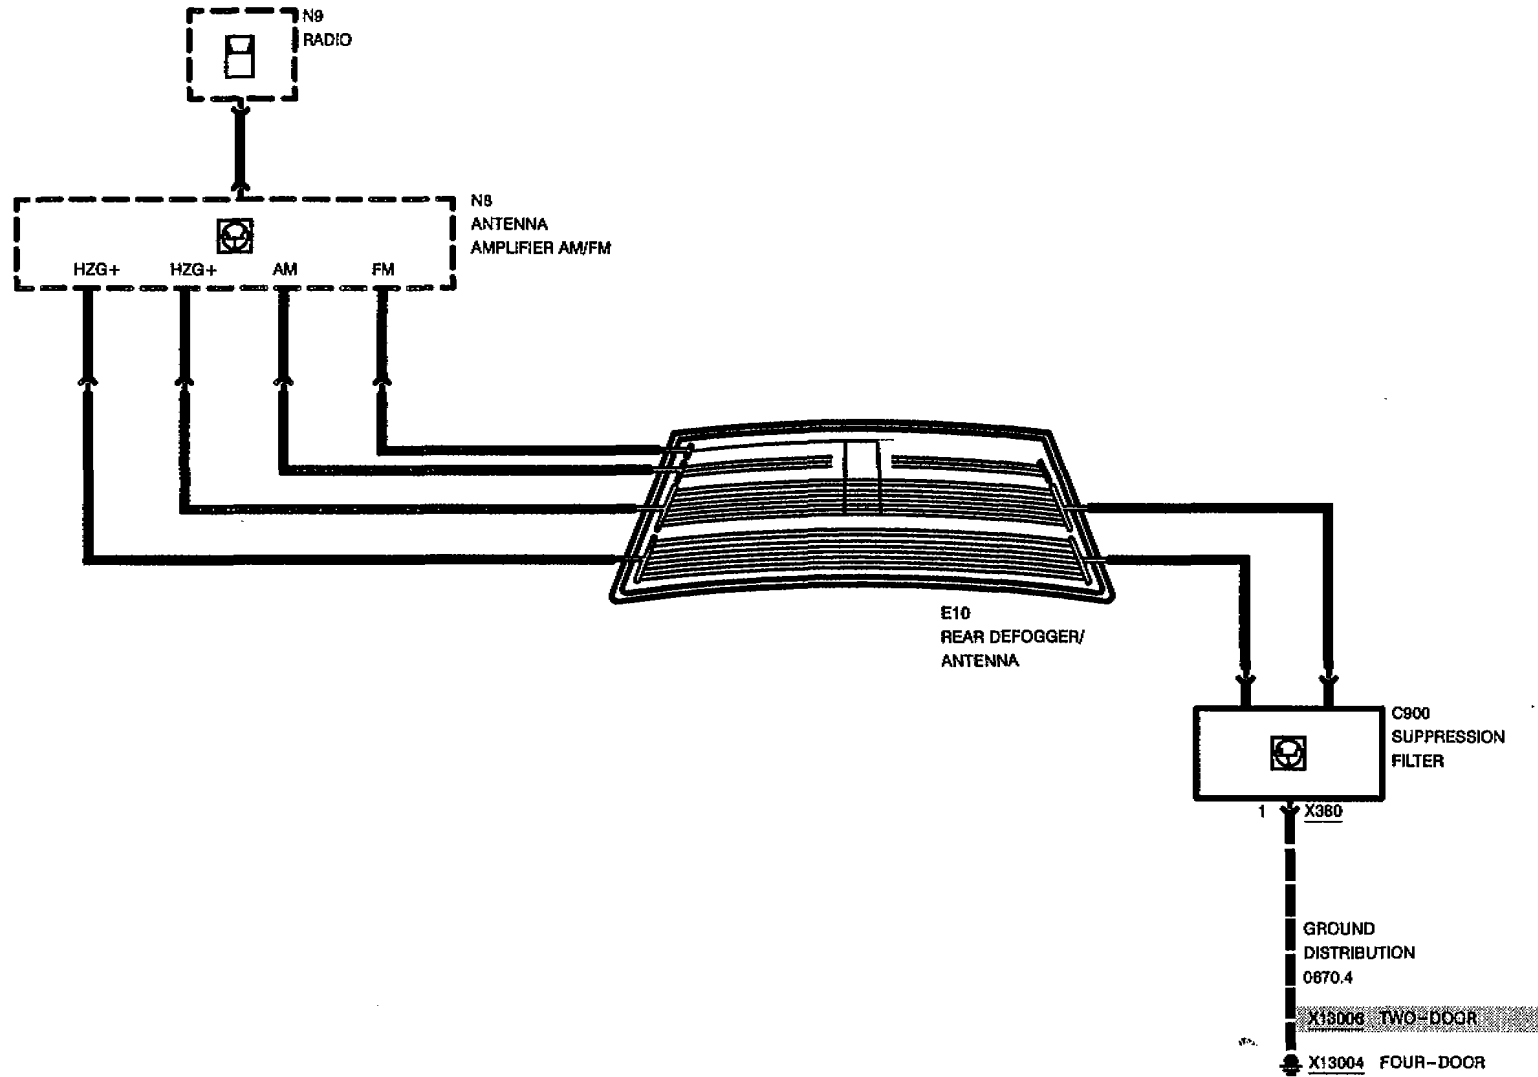 N9
RADIO
N8
ANTENNA
AMPLIFIER AM/FM
HZG+ HZG+ AM FM
E10
REAR DEFOGGER/
ANTENNA
C900
SUPPRESSION
FILTER
1 X360
GROUND
DISTRIBUTION
0670.4
X13006 TWO-DOOR
X13004 FOUR-DOOR